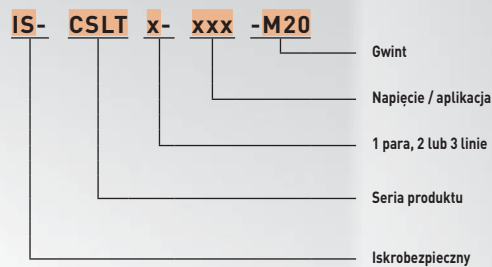 IS- CSLT x- xxx -M20
Gwint
Napięcie / aplikacja
1 para, 2 lub 3 linie
Seria produktu
Iskrobezpieczny